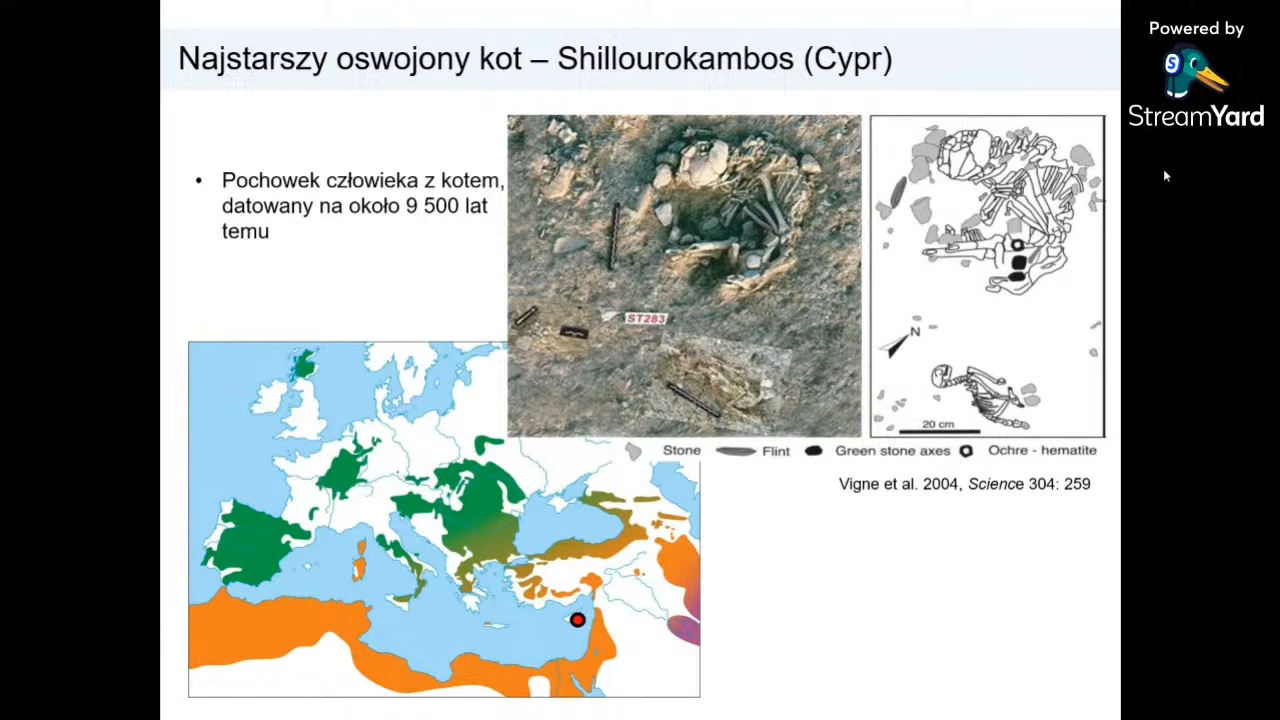 Najstarszy oswojony kot – Shillourokambos (Cypr)
Powered by
StreamYard
• Pochowek człowieka z kotem,
datowany na około 9 500 lat
temu
ST283
N
20 cm
Stone Flint Green stone axes Ochre - hematite
Vigne et al. 2004, Science 304: 259